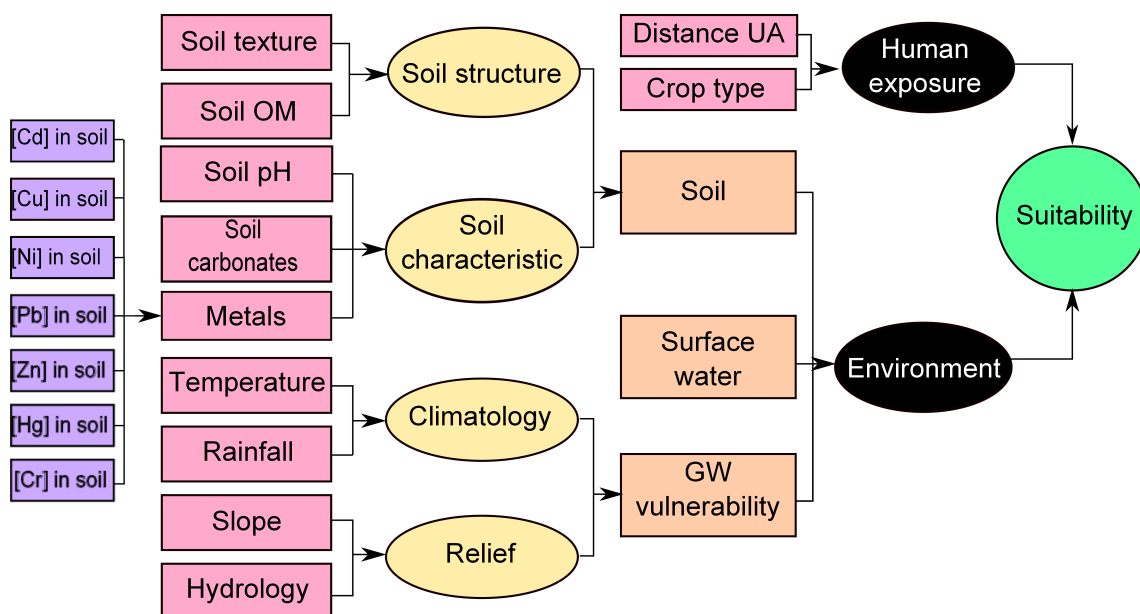 [Cd] in soil
[Cu] in soil
[Ni] in soil
[Pb] in soil
[Zn] in soil
[Hg] in soil
[Cr] in soil
Soil texture
Soil OM
Soil pH
Soil
carbonates
Metals
Temperature
Rainfall
Slope
Hydrology
Soil structure
Soil
characteristic
Climatology
Relief
Distance UA
Crop type
Soil
Surface
water
GW
vulnerability
Human
exposure
Environment
Suitability